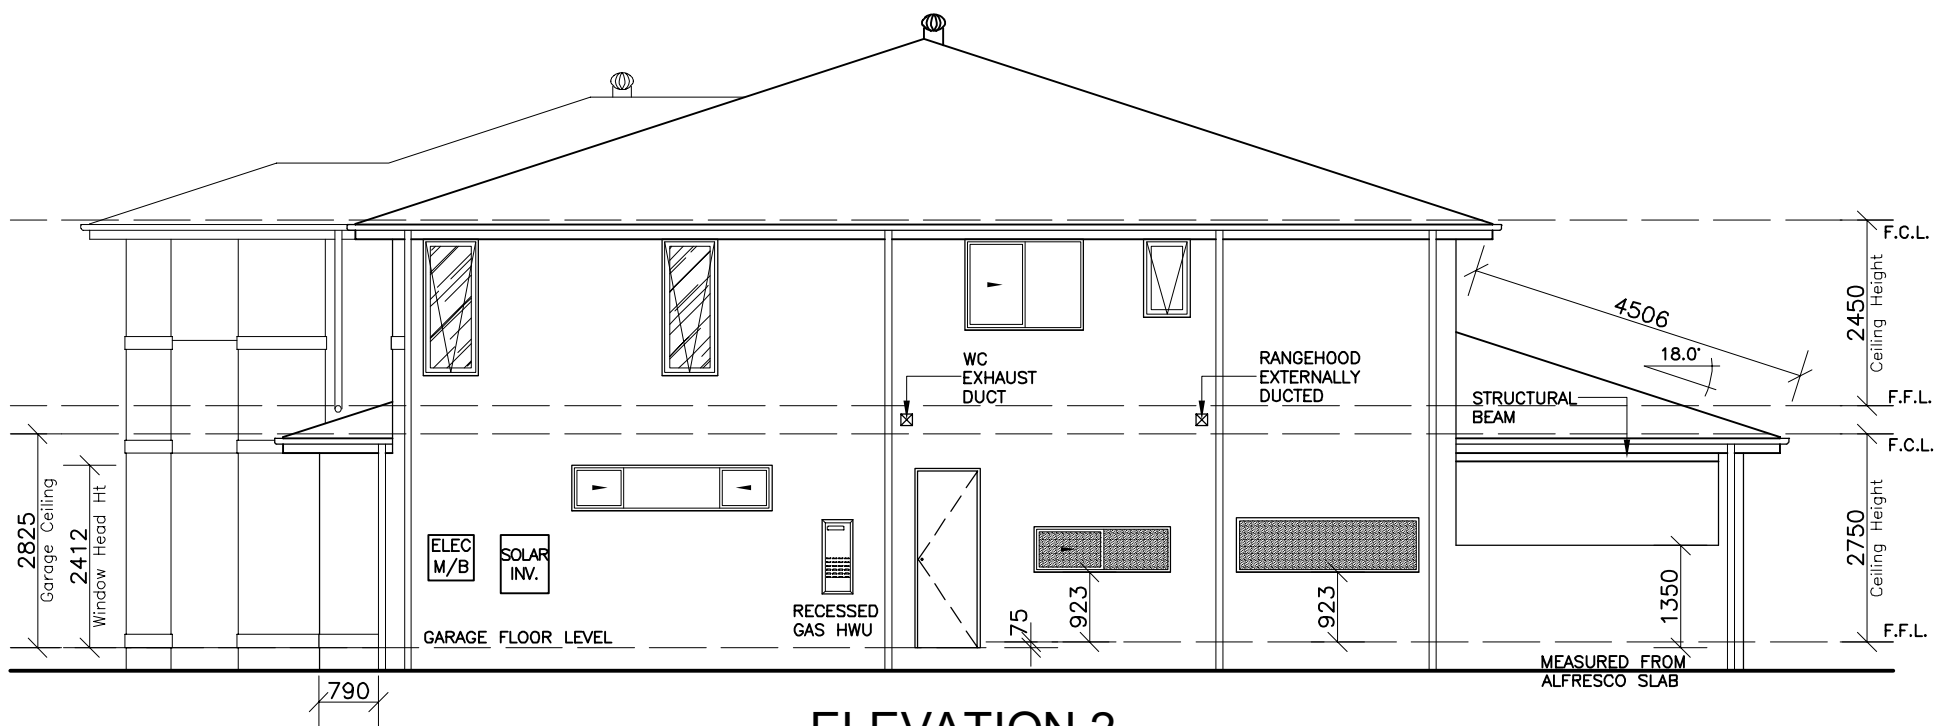 F.C.L.
2450
Ceiling Height
4506
18.0°
WC
EXHAUST
DUCT
RANGEHOOD
EXTERNALLY
DUCTED
STRUCTURAL
BEAM
F.F.L.
F.C.L.
2825
Garage Ceiling
2412
Window Head Ht
ELEC
M/B
SOLAR
INV.
RECESSED
GAS HWU
GARAGE FLOOR LEVEL
75
923
923
1350
2750
Ceiling Height
F.F.L.
MEASURED FROM
ALFRESCO SLAB
790
ELEVATION 2